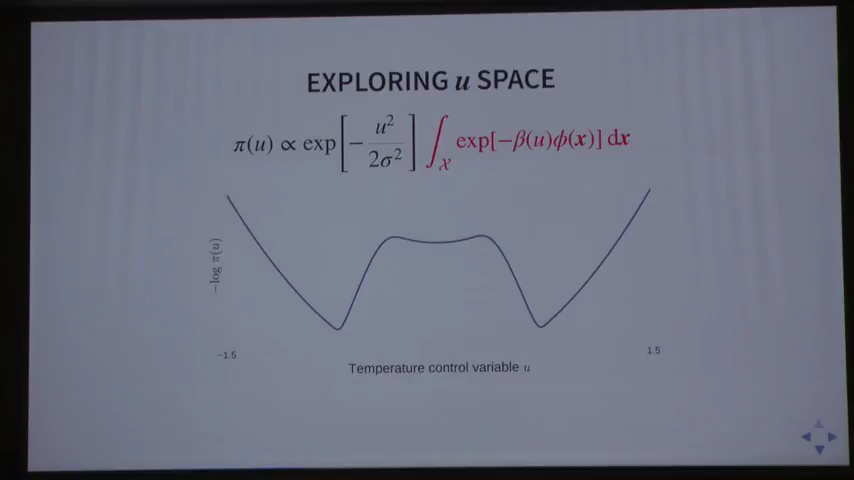 EXPLORING u SPACE
π(u) ∝ exp[−u²/2σ²] ∫_𝒳 exp[−β(u)ϕ(x)] dx
−log π(u)
−1.5
1.5
Temperature control variable u